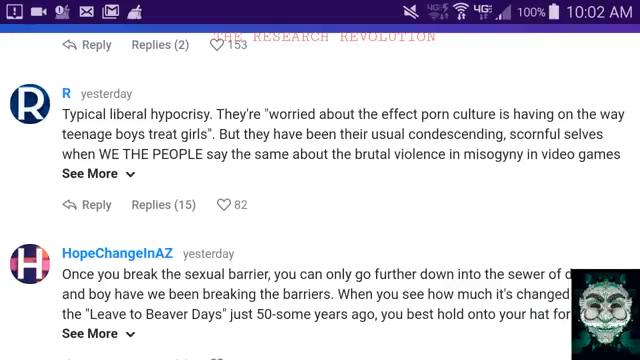 4G 4G 100% 10:02 AM
THE RESEARCH REVOLUTION
Reply Replies (2) 153
R yesterday
Typical liberal hypocrisy. They're "worried about the effect porn culture is having on the way
teenage boys treat girls". But they have been their usual condescending, scornful selves
when WE THE PEOPLE say the same about the brutal violence in misogyny in video games
See More
Reply Replies (15) 82
H HopeChangeInAZ yesterday
Once you break the sexual barrier, you can only go further down into the sewer of
and boy have we been breaking the barriers. When you see how much it's changed
the "Leave to Beaver Days" just 50-some years ago, you best hold onto your hat for
See More